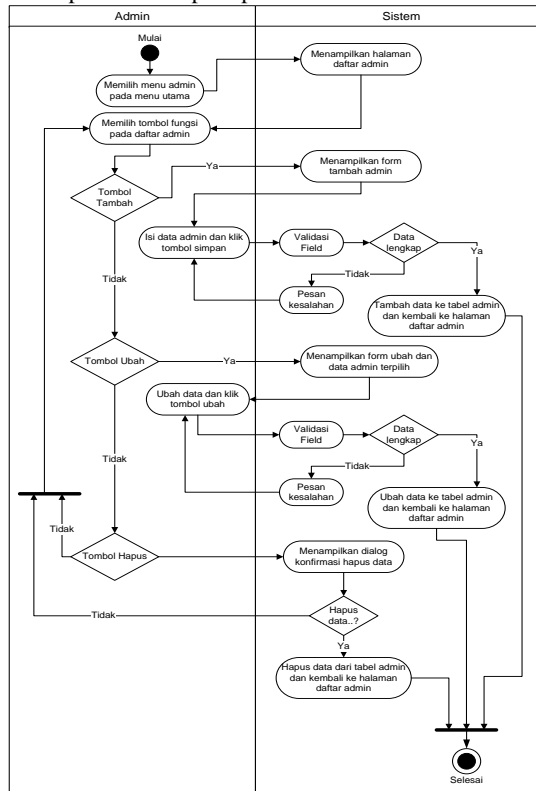 Admin
Sistem
Mulai
Memilih menu admin
pada menu utama
Menampilkan halaman
daftar admin
Memilih tombol fungsi
pada daftar admin
Tombol
Tambah
Ya
Menampilkan form
tambah admin
Isi data admin dan klik
tombol simpan
Validasi
Field
Data
lengkap
Ya
Tidak
Tidak
Pesan
kesalahan
Tambah data ke tabel admin
dan kembali ke halaman
daftar admin
Tombol Ubah
Ya
Menampilkan form ubah dan
data admin terpilih
Ubah data dan klik
tombol ubah
Validasi
Field
Data
lengkap
Ya
Tidak
Tidak
Pesan
kesalahan
Ubah data ke tabel admin
dan kembali ke halaman
daftar admin
Tidak
Tombol Hapus
Menampilkan dialog
konfirmasi hapus data
Tidak
Hapus
data..?
Ya
Hapus data dari tabel admin
dan kembali ke halaman
daftar admin
Selesai